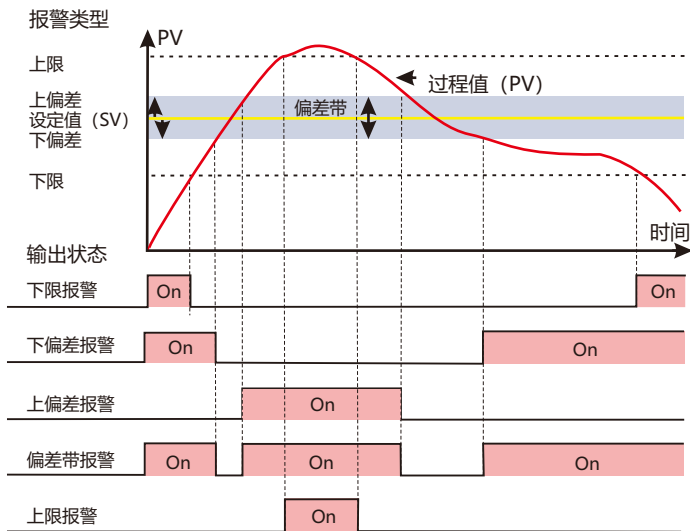 报警类型
PV
上限
过程值（PV）
上偏差
偏差带
设定值（SV）
下偏差
下限
时间
输出状态
下限报警 On On
下偏差报警 On On
上偏差报警 On
偏差带报警 On On On
上限报警 On